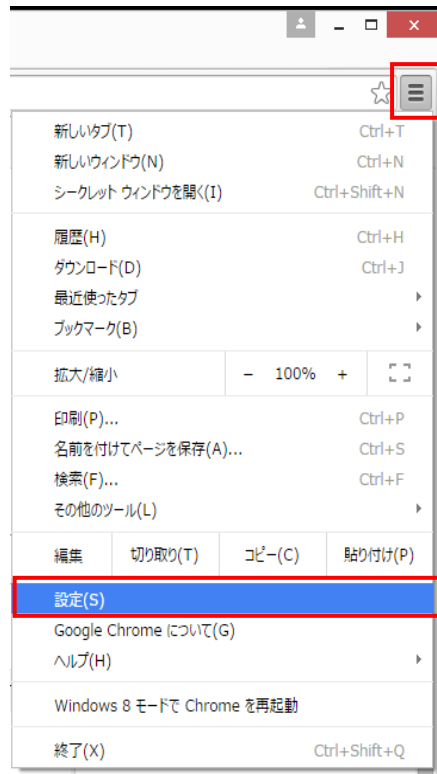 新しいタブ(T) Ctrl+T
新しいウィンドウ(N) Ctrl+N
シークレット ウィンドウを開く(I) Ctrl+Shift+N
履歴(H) Ctrl+H
ダウンロード(D) Ctrl+J
最近使ったタブ
ブックマーク(B)
拡大/縮小 − 100% +
印刷(P)... Ctrl+P
名前を付けてページを保存(A)... Ctrl+S
検索(F)... Ctrl+F
その他のツール(L)
編集 切り取り(T) コピー(C) 貼り付け(P)
設定(S)
Google Chrome について(G)
ヘルプ(H)
Windows 8 モードで Chrome を再起動
終了(X) Ctrl+Shift+Q